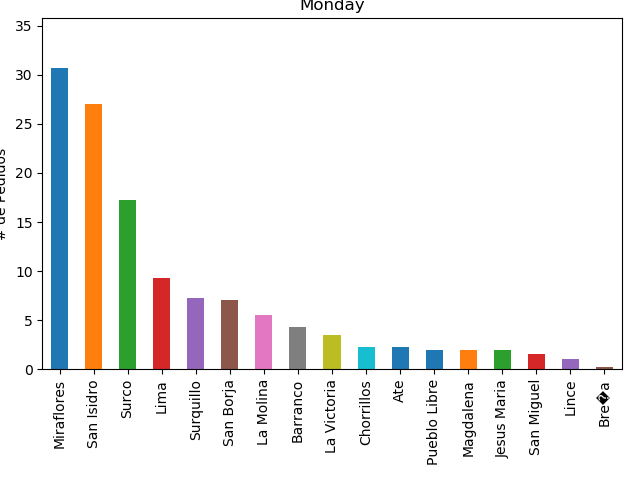 Monday
# de Pedidos
35
30
25
20
15
10
5
0
Miraflores
San Isidro
Surco
Lima
Surquillo
San Borja
La Molina
Barranco
La Victoria
Chorrillos
Ate
Pueblo Libre
Magdalena
Jesus Maria
San Miguel
Lince
Bre�a